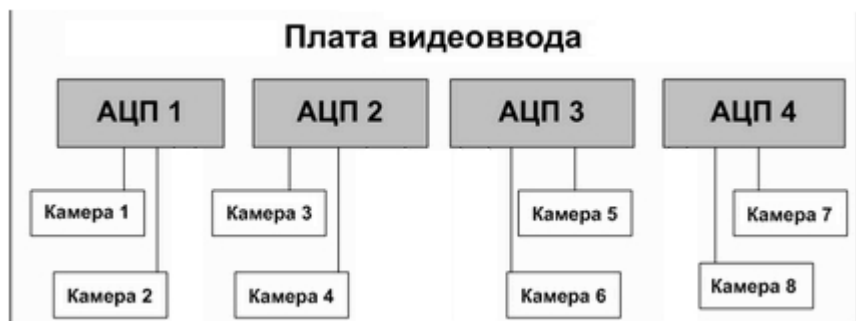 Плата видеоввода
АЦП 1
АЦП 2
АЦП 3
АЦП 4
Камера 1
Камера 3
Камера 5
Камера 7
Камера 2
Камера 4
Камера 6
Камера 8